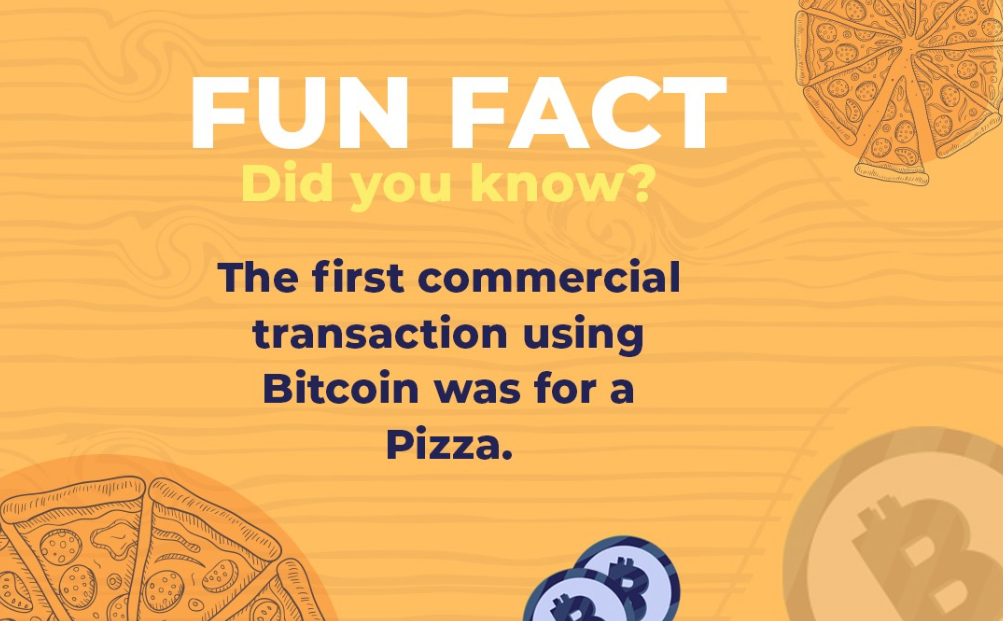 FUN FACT
Did you know?
The first commercial
transaction using
Bitcoin was for a
Pizza.